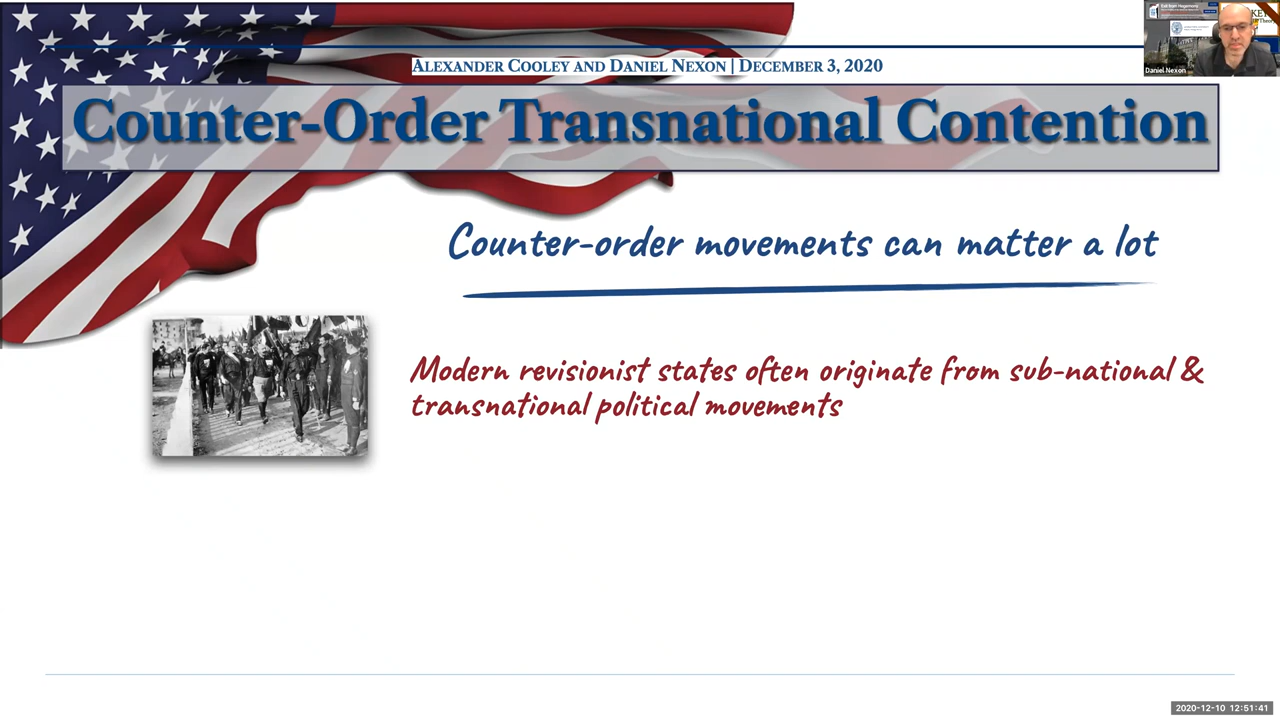 ALEXANDER COOLEY AND DANIEL NEXON | DECEMBER 3, 2020
Counter-Order Transnational Contention
Counter-order movements can matter a lot
Modern revisionist states often originate from sub-national &
transnational political movements
Daniel Nexon
2020-12-10 12:51:41